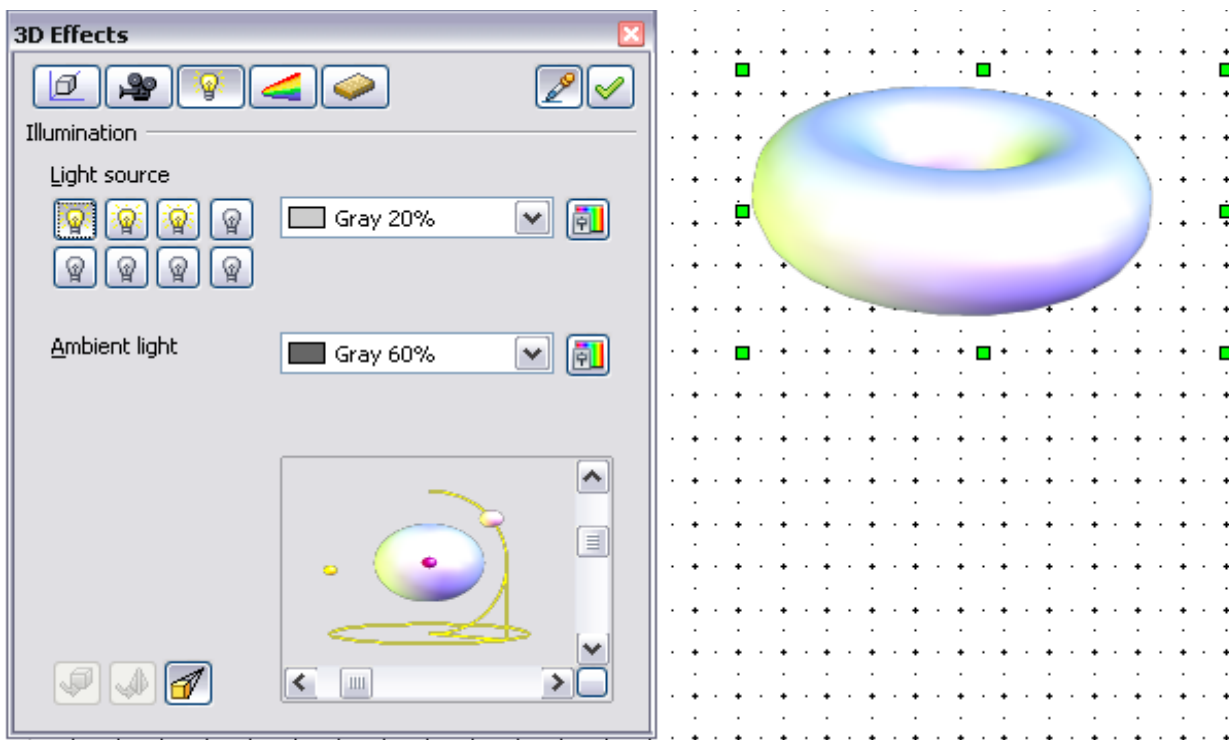 3D Effects
Illumination
Light source
Gray 20%
Ambient light
Gray 60%